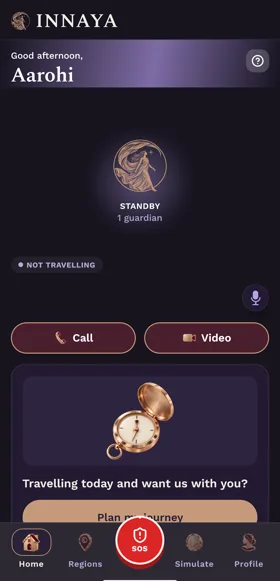 INNAYA
Good afternoon,
Aarohi
STANDBY
1 guardian
NOT TRAVELLING
Call
Video
Travelling today and want us with you?
Plan my journey
SOS
Home
Regions
Simulate
Profile